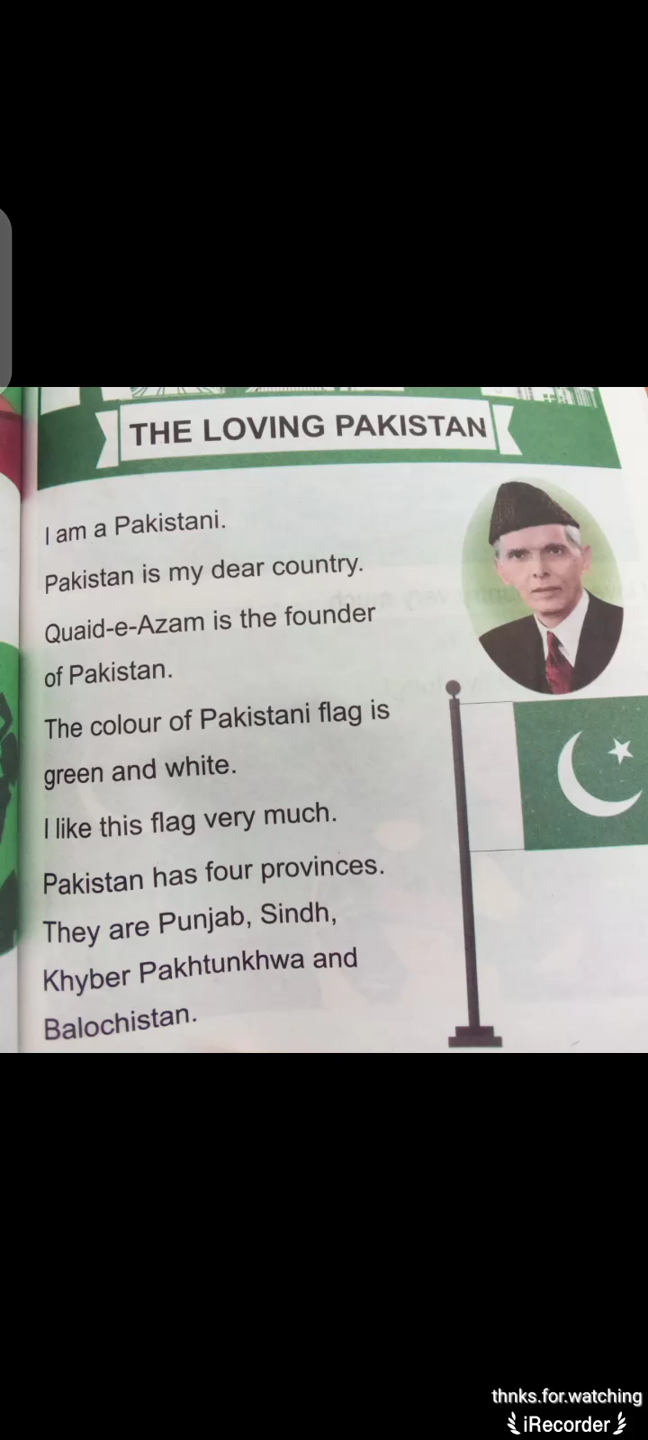 THE LOVING PAKISTAN
I am a Pakistani.
Pakistan is my dear country.
Quaid-e-Azam is the founder
of Pakistan.
The colour of Pakistani flag is
green and white.
I like this flag very much.
Pakistan has four provinces.
They are Punjab, Sindh,
Khyber Pakhtunkhwa and
Balochistan.
thnks.for.watching
iRecorder